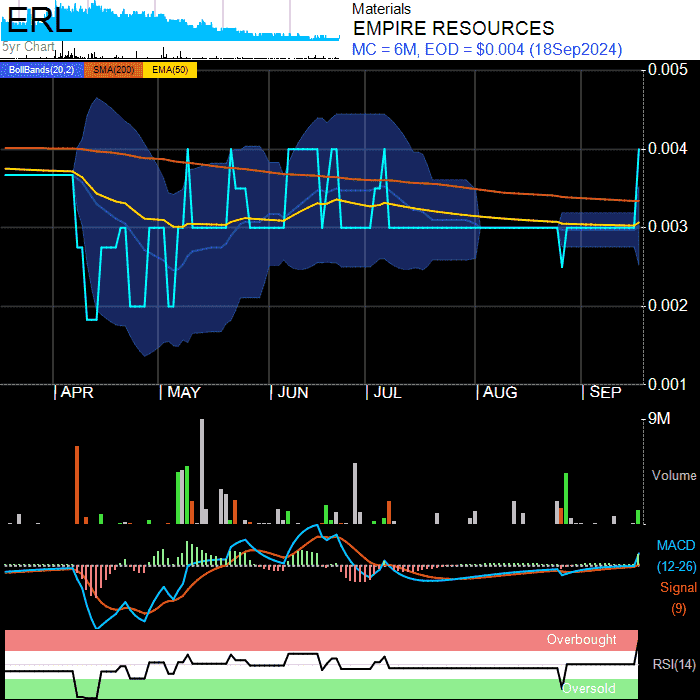 ERL
5yr Chart
Materials
EMPIRE RESOURCES
MC = 6M, EOD = $0.004 (18Sep2024)
BollBands(20,2) SMA(200) EMA(50)
0.005
0.004
0.003
0.002
0.001
APR MAY JUN JUL AUG SEP
9M
Volume
MACD
(12-26)
Signal
(9)
Overbought
RSI(14)
Oversold